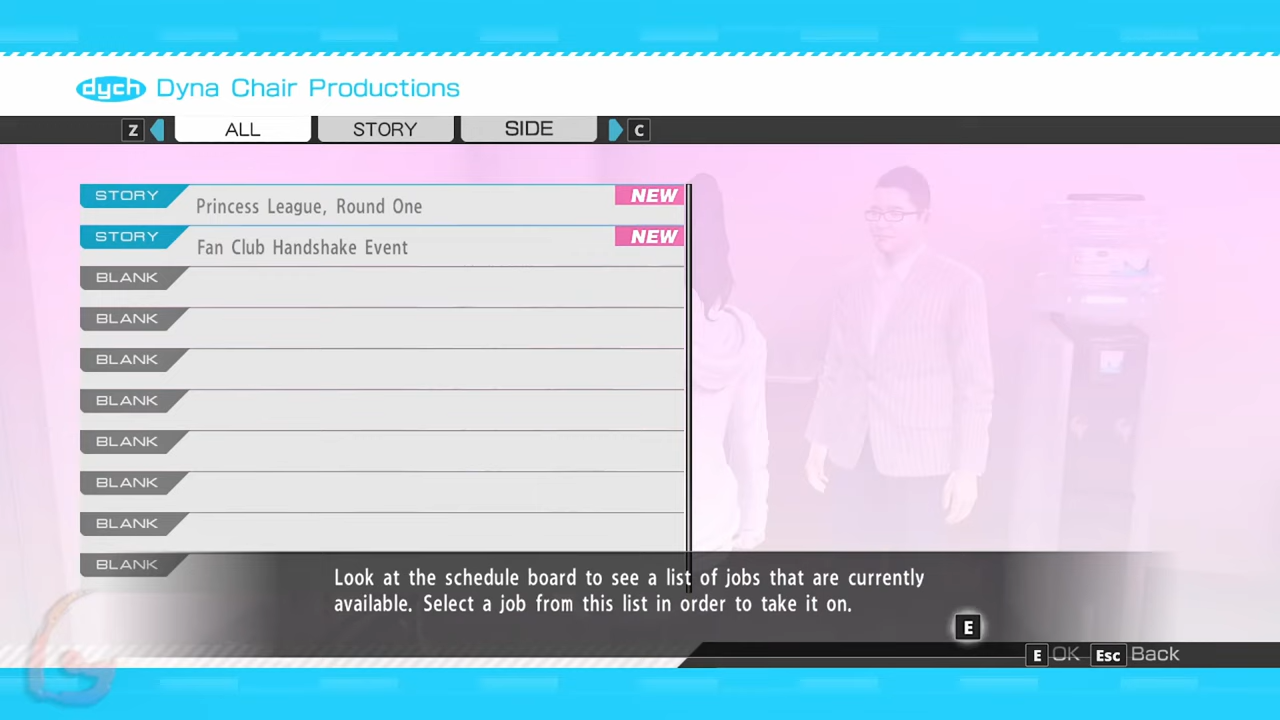 dych Dyna Chair Productions
Z ALL STORY SIDE C
STORY Princess League, Round One NEW
STORY Fan Club Handshake Event NEW
BLANK
BLANK
BLANK
BLANK
BLANK
BLANK
BLANK
BLANK
Look at the schedule board to see a list of jobs that are currently
available. Select a job from this list in order to take it on.
E
E OK Esc Back